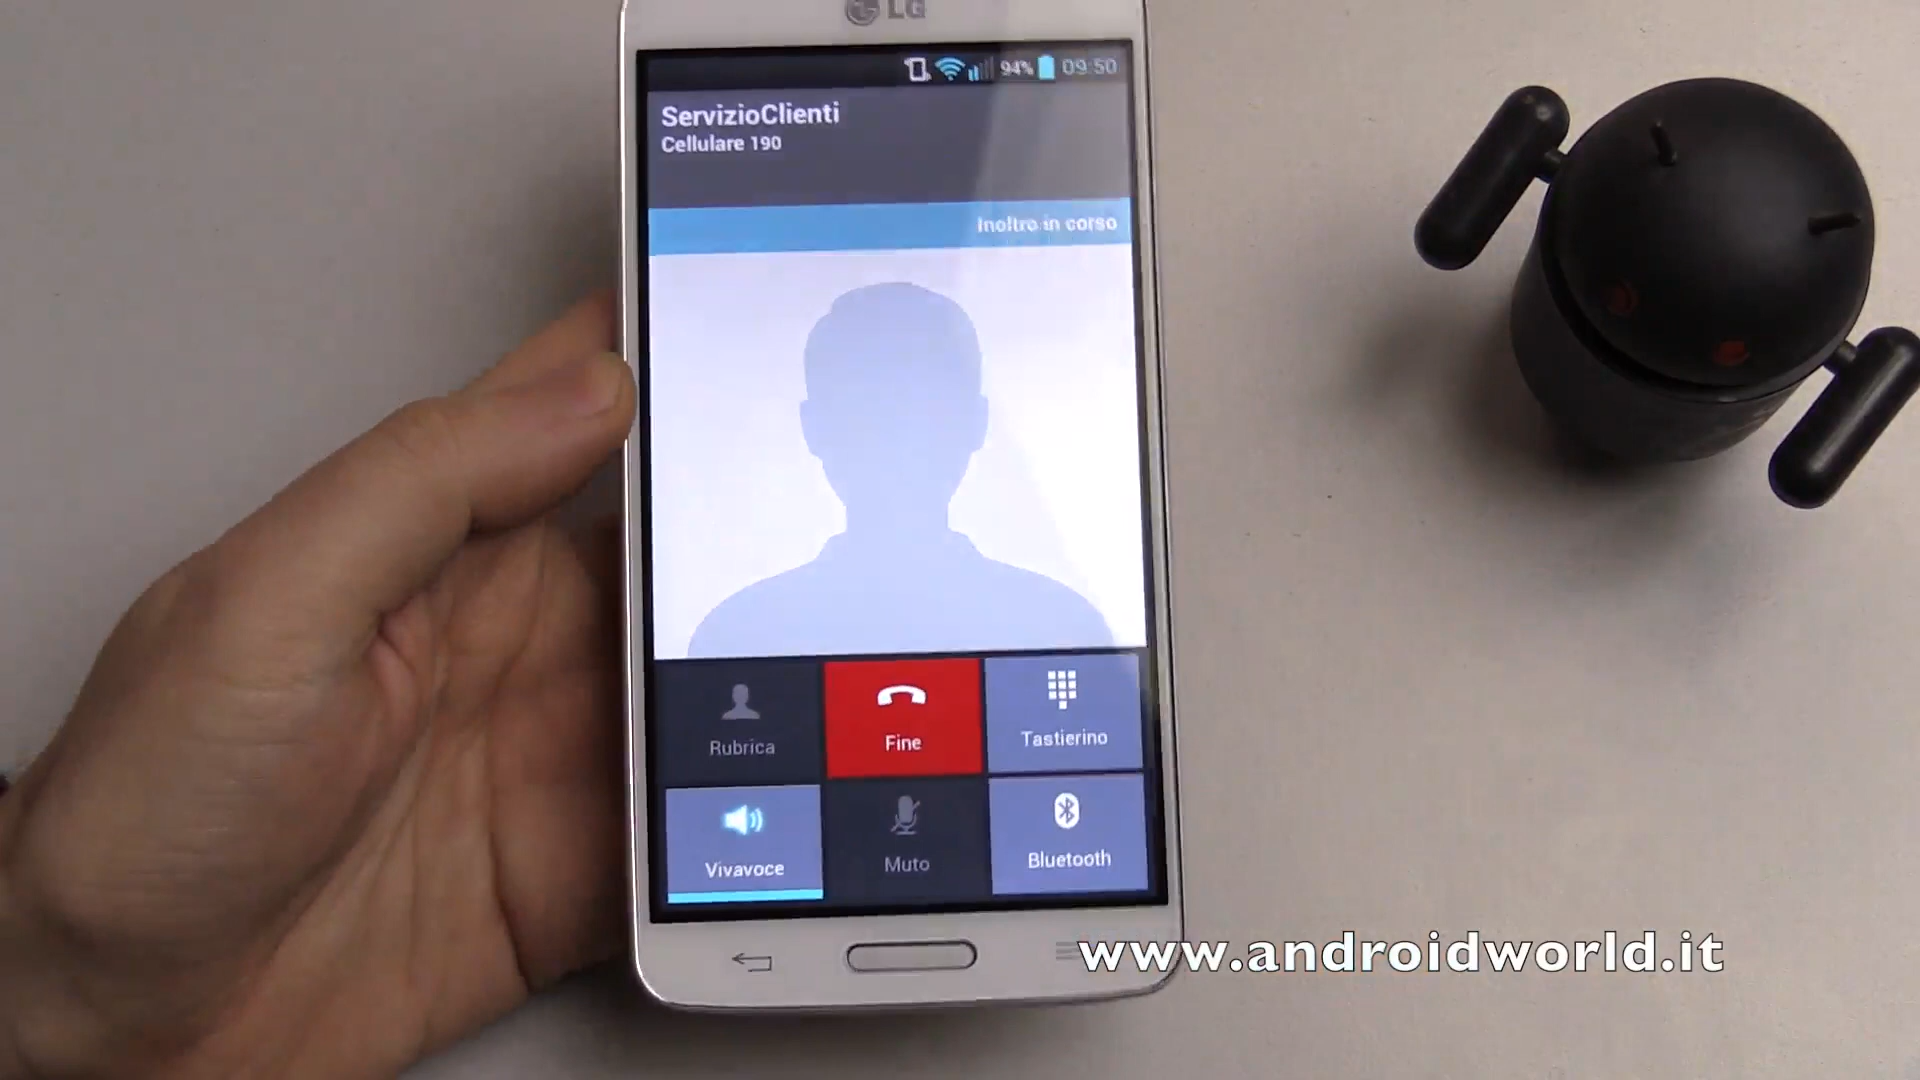 LG
94% 09:50
ServizioClienti
Cellulare 190
Inoltro in corso
Rubrica
Fine
Tastierino
Vivavoce
Muto
Bluetooth
www.androidworld.it